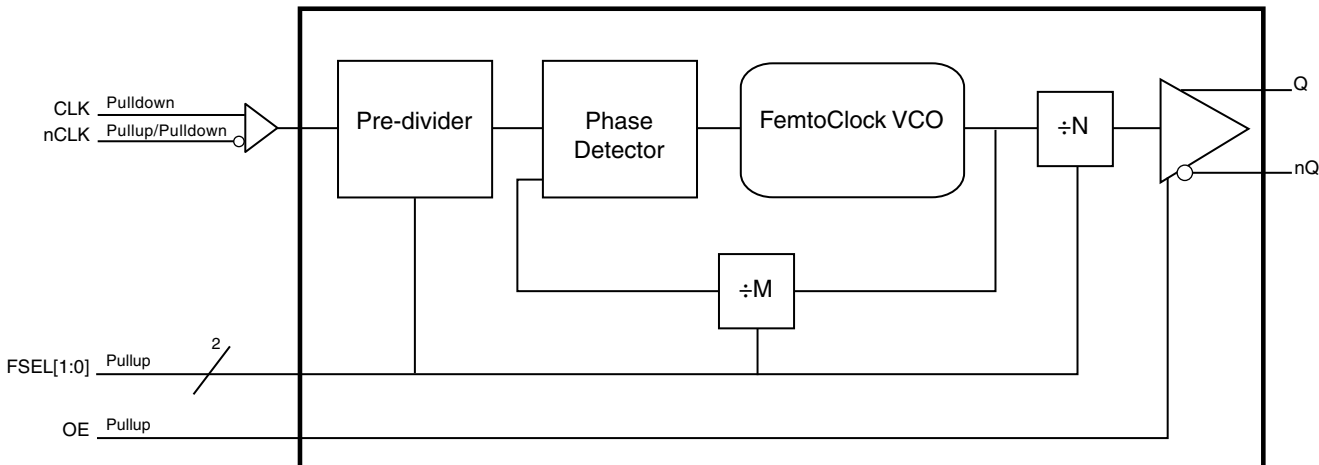 CLK Pulldown
nCLK Pullup/Pulldown
Pre-divider
Phase
Detector
FemtoClock VCO
÷N
Q
nQ
÷M
2
FSEL[1:0] Pullup
OE Pullup